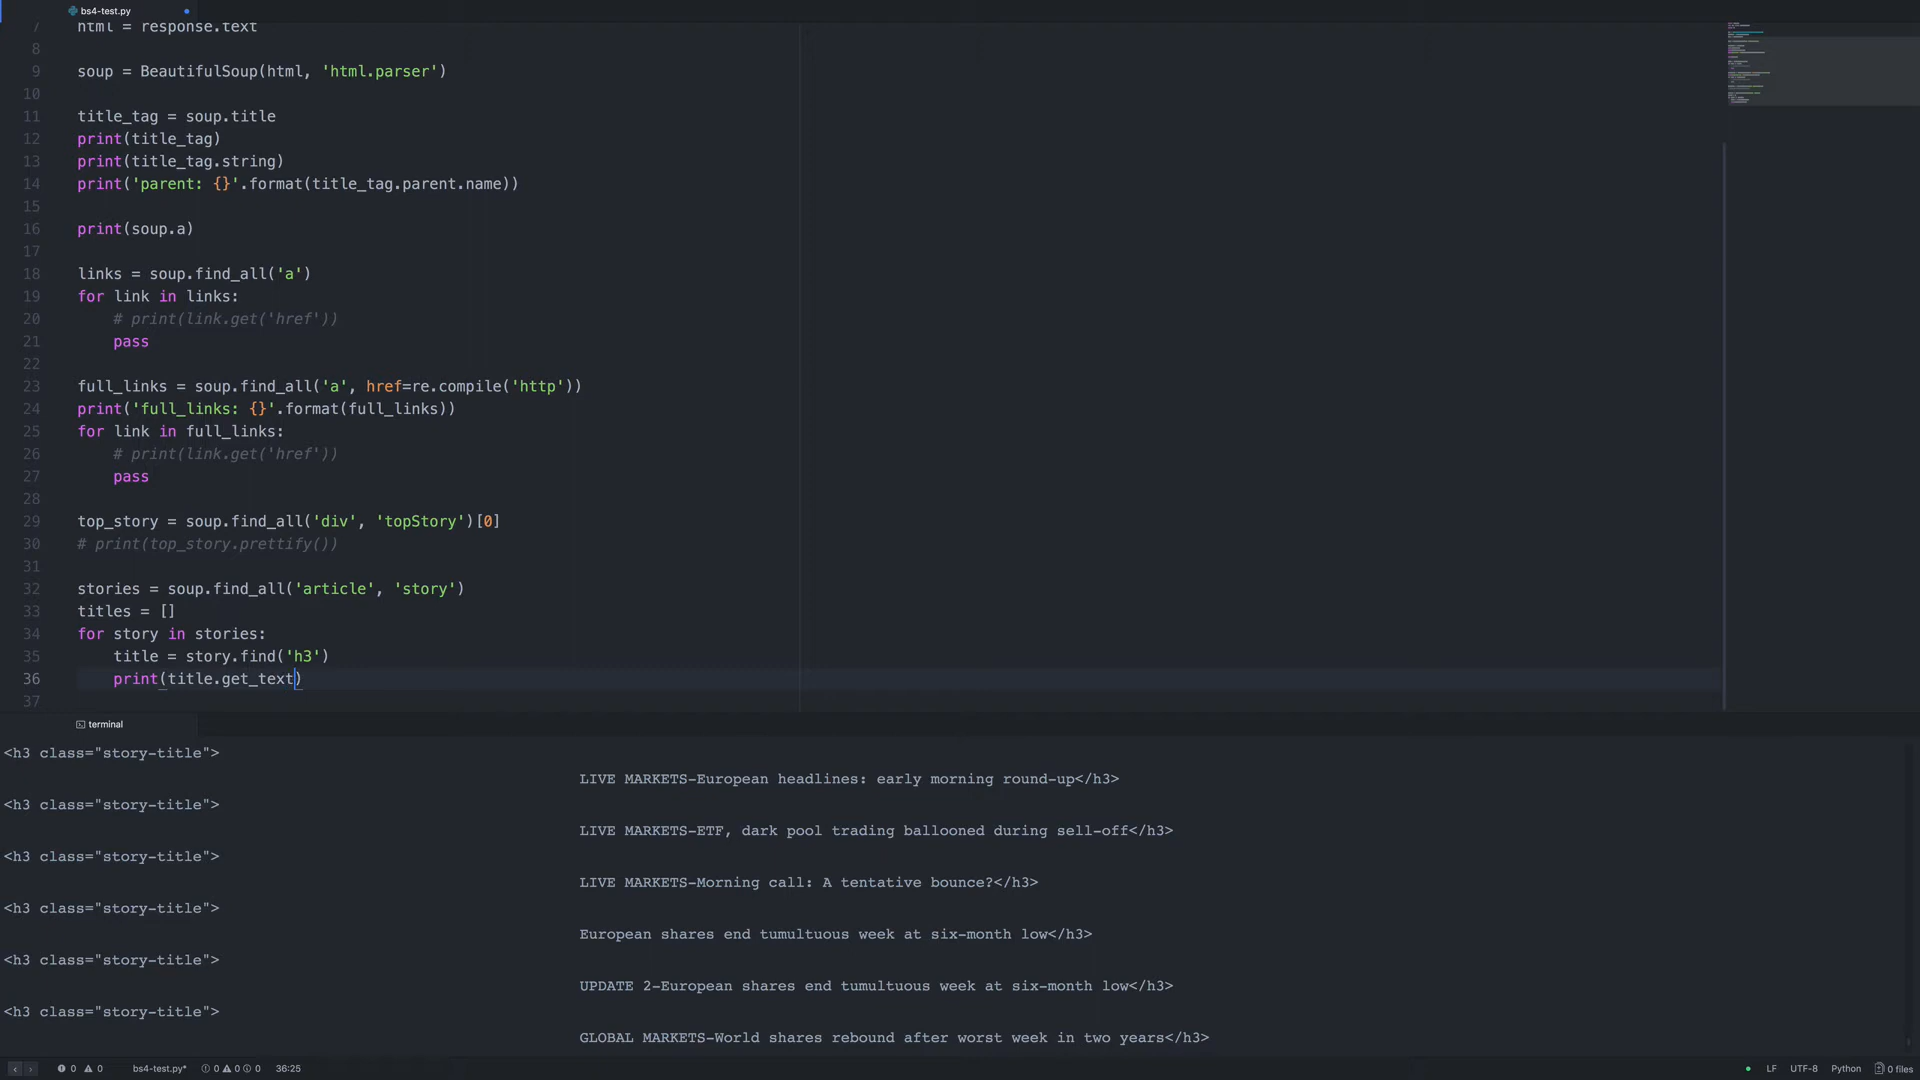 bs4-test.py
7 html = response.text
8
9 soup = BeautifulSoup(html, 'html.parser')
10
11 title_tag = soup.title
12 print(title_tag)
13 print(title_tag.string)
14 print('parent: {}'.format(title_tag.parent.name))
15
16 print(soup.a)
17
18 links = soup.find_all('a')
19 for link in links:
20 # print(link.get('href'))
21 pass
22
23 full_links = soup.find_all('a', href=re.compile('http'))
24 print('full_links: {}'.format(full_links))
25 for link in full_links:
26 # print(link.get('href'))
27 pass
28
29 top_story = soup.find_all('div', 'topStory')[0]
30 # print(top_story.prettify())
31
32 stories = soup.find_all('article', 'story')
33 titles = []
34 for story in stories:
35 title = story.find('h3')
36 print(title.get_text)
37
terminal
<h3 class="story-title">
LIVE MARKETS-European headlines: early morning round-up</h3>
<h3 class="story-title">
LIVE MARKETS-ETF, dark pool trading ballooned during sell-off</h3>
<h3 class="story-title">
LIVE MARKETS-Morning call: A tentative bounce?</h3>
<h3 class="story-title">
European shares end tumultuous week at six-month low</h3>
<h3 class="story-title">
UPDATE 2-European shares end tumultuous week at six-month low</h3>
<h3 class="story-title">
GLOBAL MARKETS-World shares rebound after worst week in two years</h3>
0 0 bs4-test.py* 0 0 0 36:25 LF UTF-8 Python 0 files